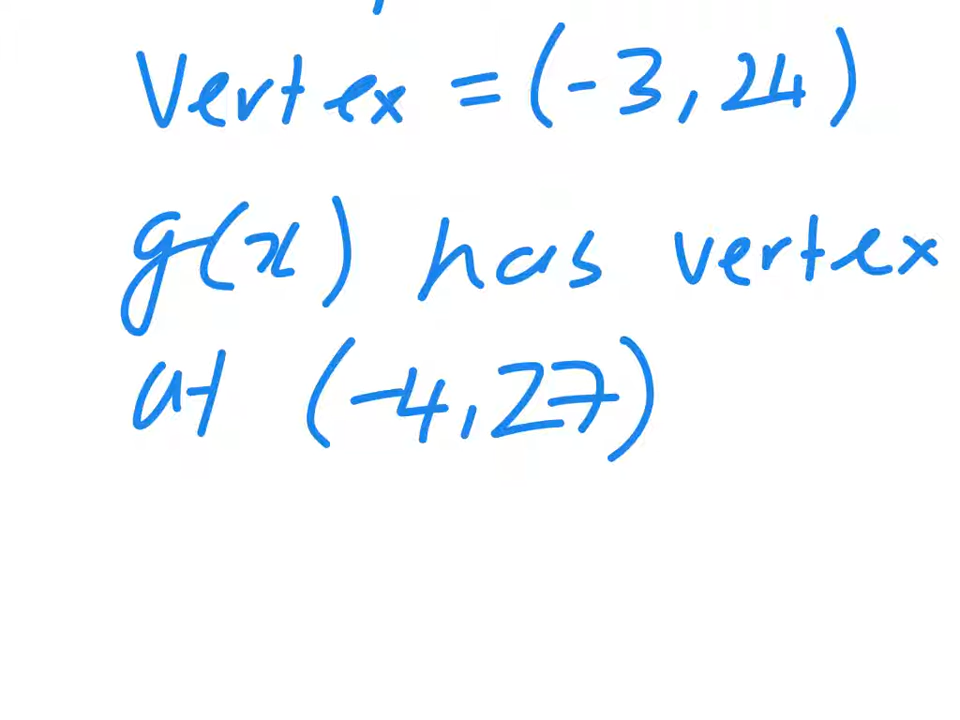 Vertex = (-3, 24)
g(x) has vertex
at (-4, 27)